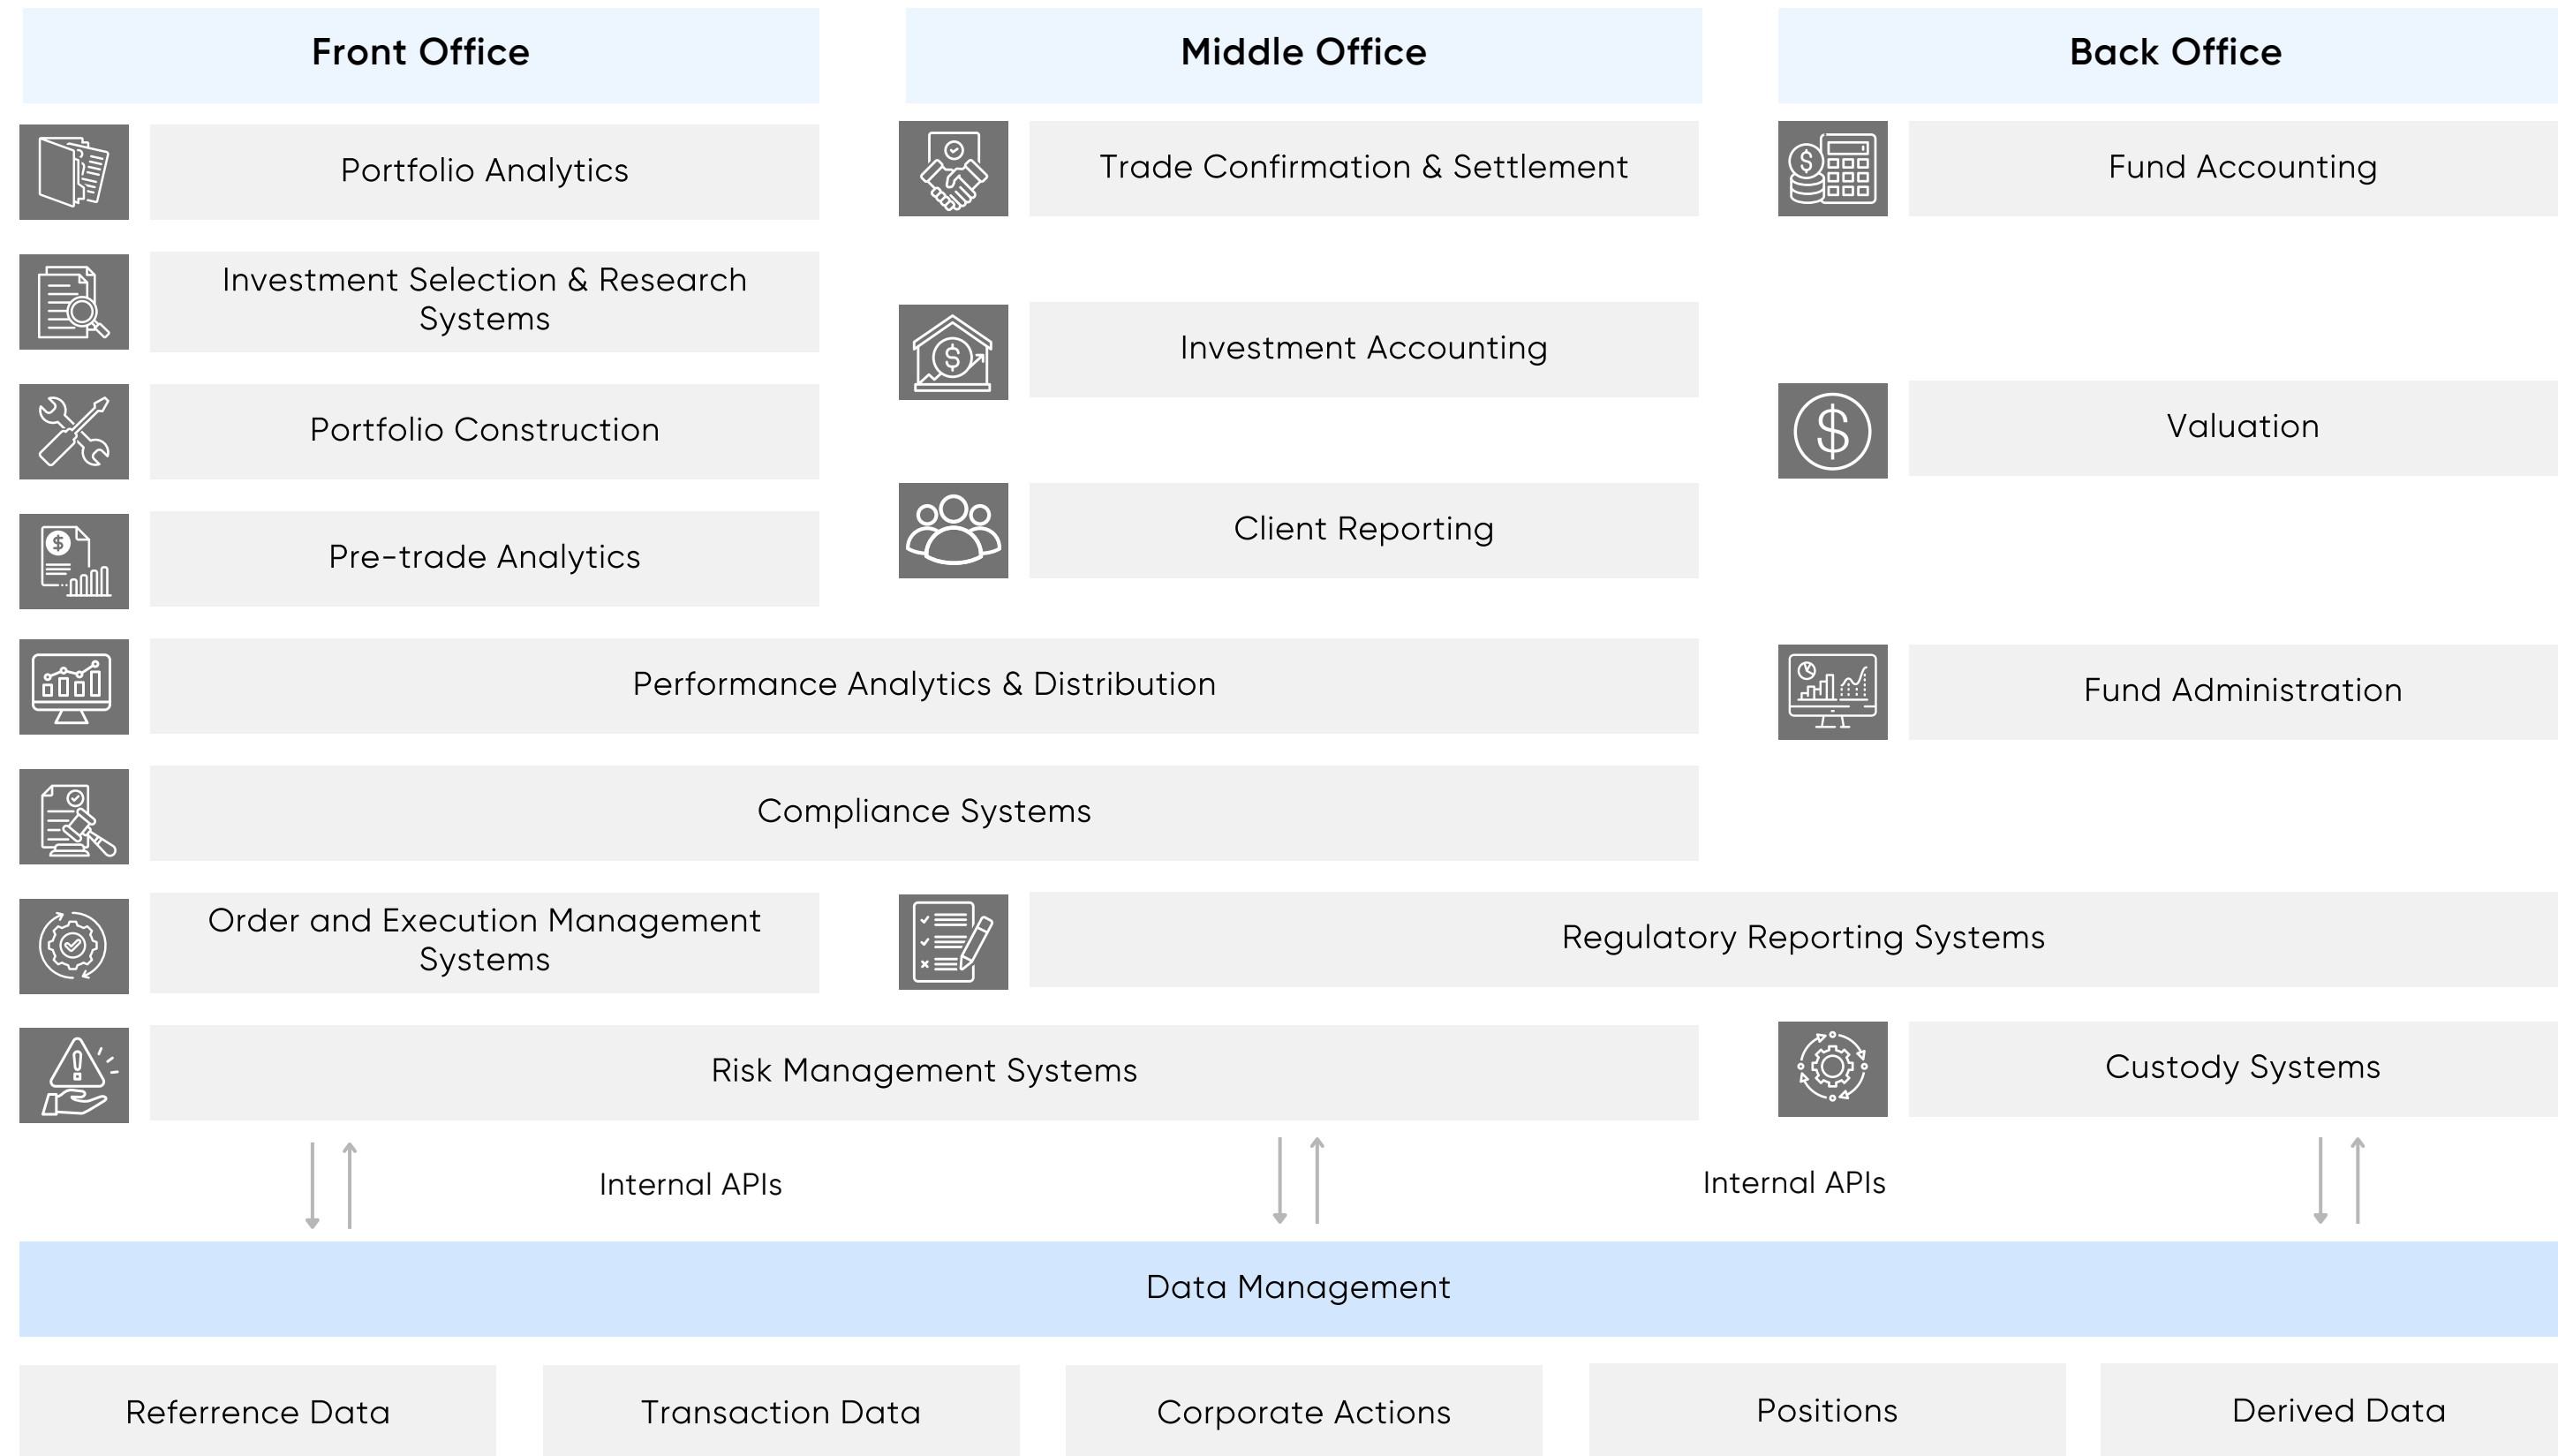 Front Office
Middle Office
Back Office
Portfolio Analytics
Trade Confirmation & Settlement
Fund Accounting
Investment Selection & Research
Systems
Investment Accounting
Portfolio Construction
Valuation
Client Reporting
Pre-trade Analytics
Performance Analytics & Distribution
Fund Administration
Compliance Systems
Order and Execution Management
Systems
Regulatory Reporting Systems
Risk Management Systems
Custody Systems
Internal APIs
Internal APIs
Data Management
Referrence Data
Transaction Data
Corporate Actions
Positions
Derived Data